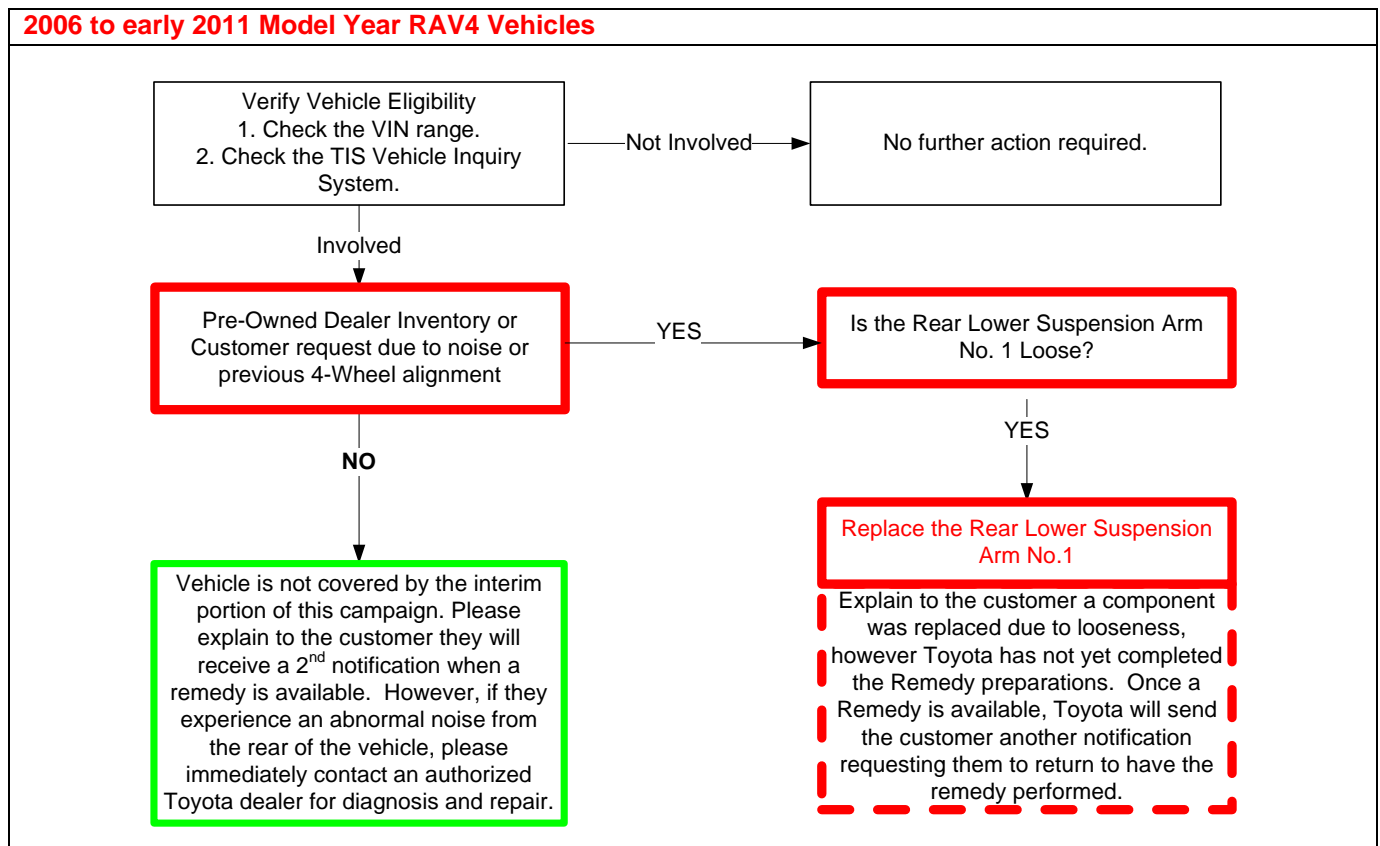 2006 to early 2011 Model Year RAV4 Vehicles
Verify Vehicle Eligibility
1. Check the VIN range.
2. Check the TIS Vehicle Inquiry
System.
Not Involved
No further action required.
Involved
Pre-Owned Dealer Inventory or
Customer request due to noise or
previous 4-Wheel alignment
YES
Is the Rear Lower Suspension Arm
No. 1 Loose?
YES
NO
Replace the Rear Lower Suspension
Arm No.1
Vehicle is not covered by the interim
portion of this campaign. Please
explain to the customer they will
receive a 2nd notification when a
remedy is available.  However, if they
experience an abnormal noise from
the rear of the vehicle, please
immediately contact an authorized
Toyota dealer for diagnosis and repair.
Explain to the customer a component
was replaced due to looseness,
however Toyota has not yet completed
the Remedy preparations.  Once a
Remedy is available, Toyota will send
the customer another notification
requesting them to return to have the
remedy performed.